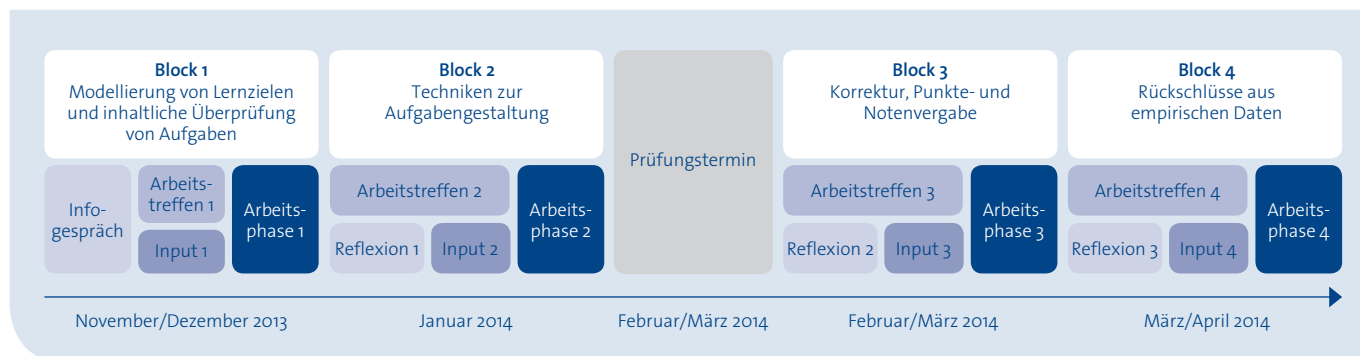 Block 1
Modellierung von Lernzielen
und inhaltliche Überprüfung
von Aufgaben
Info-
gespräch
Arbeits-
treffen 1
Input 1
Arbeits-
phase 1
Block 2
Techniken zur
Aufgabengestaltung
Arbeitstreffen 2
Reflexion 1
Input 2
Arbeits-
phase 2
Prüfungstermin
Block 3
Korrektur, Punkte- und
Notenvergabe
Arbeitstreffen 3
Reflexion 2
Input 3
Arbeits-
phase 3
Block 4
Rückschlüsse aus
empirischen Daten
Arbeitstreffen 4
Reflexion 3
Input 4
Arbeits-
phase 4
November/Dezember 2013
Januar 2014
Februar/März 2014
Februar/März 2014
März/April 2014